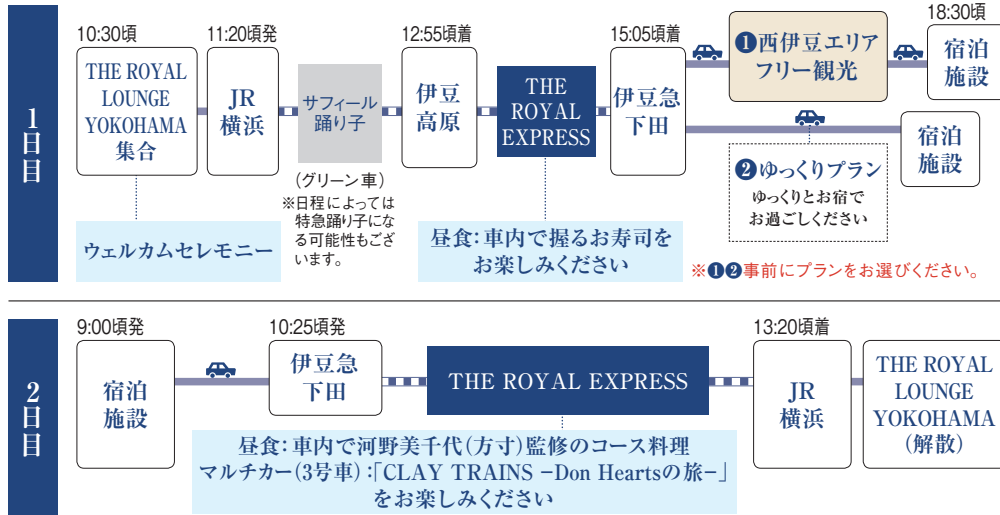 1日目
10:30頃
THE ROYAL
LOUNGE
YOKOHAMA
集合
ウェルカムセレモニー
11:20頃発
JR
横浜
サフィール
踊り子
(グリーン車)
※日程によっては
特急踊り子にな
る可能性もござ
います。
12:55頃着
伊豆
高原
THE
ROYAL
EXPRESS
昼食:車内で握るお寿司を
お楽しみください
15:05頃着
伊豆急
下田
❶西伊豆エリア
フリー観光
18:30頃
宿泊
施設
❷ゆっくりプラン
ゆっくりとお宿で
お過ごしください
宿泊
施設
※❶❷事前にプランをお選びください。
2日目
9:00頃発
宿泊
施設
10:25頃発
伊豆急
下田
THE ROYAL EXPRESS
昼食:車内で河野美千代(方寸)監修のコース料理
マルチカー(3号車):「CLAY TRAINS −Don Heartsの旅−」
をお楽しみください
13:20頃着
JR
横浜
THE ROYAL
LOUNGE
YOKOHAMA
(解散)